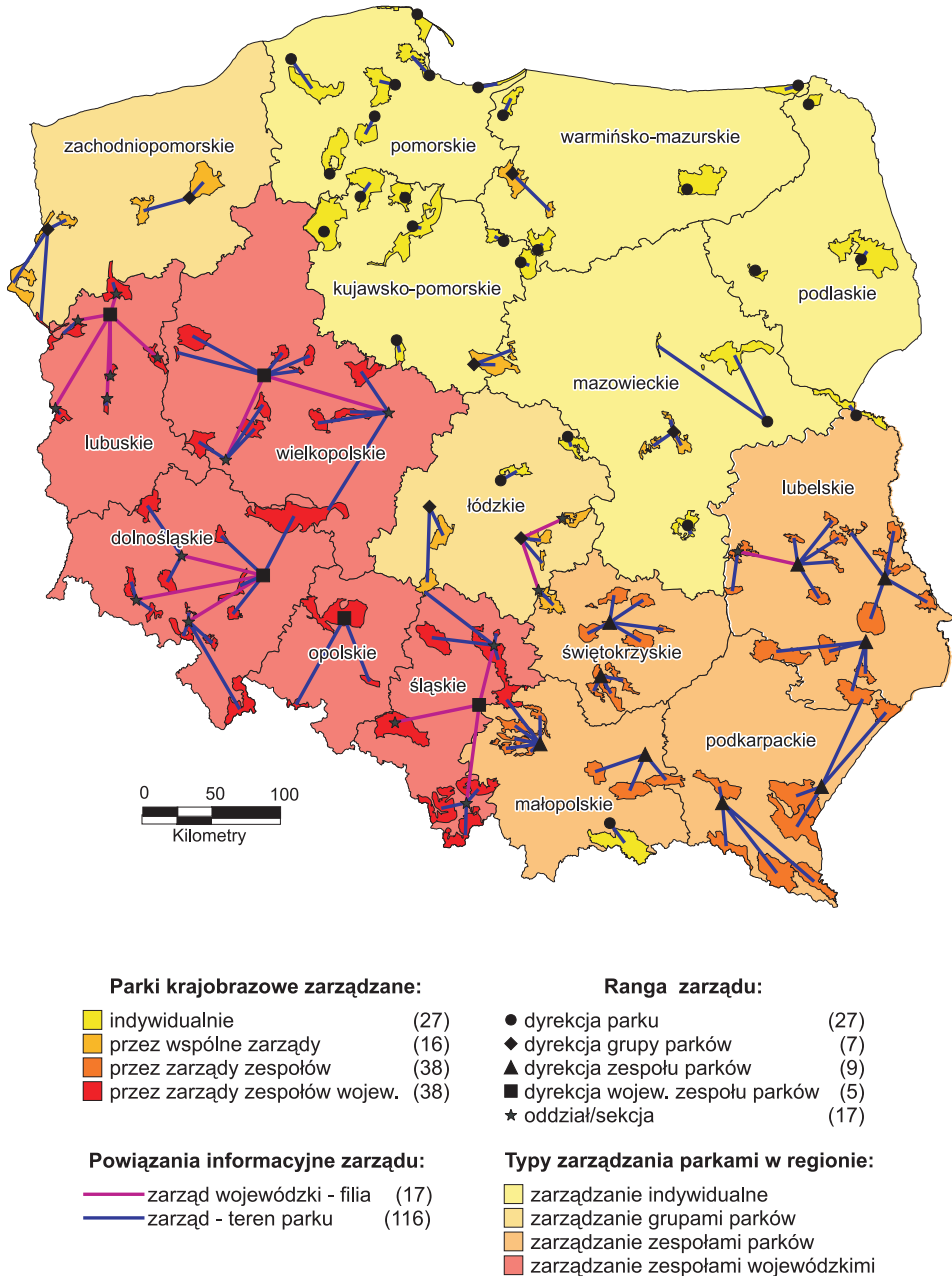 zachodniopomorskie
pomorskie
warmińsko-mazurskie
kujawsko-pomorskie
podlaskie
mazowieckie
lubuskie
wielkopolskie
łódzkie
lubelskie
dolnośląskie
opolskie
śląskie
świętokrzyskie
podkarpackie
małopolskie
0 50 100
Kilometry
Parki krajobrazowe zarządzane:
indywidualnie (27)
przez wspólne zarządy (16)
przez zarządy zespołów (38)
przez zarządy zespołów wojew. (38)
Ranga zarządu:
dyrekcja parku (27)
dyrekcja grupy parków (7)
dyrekcja zespołu parków (9)
dyrekcja wojew. zespołu parków (5)
oddział/sekcja (17)
Powiązania informacyjne zarządu:
zarząd wojewódzki - filia (17)
zarząd - teren parku (116)
Typy zarządzania parkami w regionie:
zarządzanie indywidualne
zarządzanie grupami parków
zarządzanie zespołami parków
zarządzanie zespołami wojewódzkimi